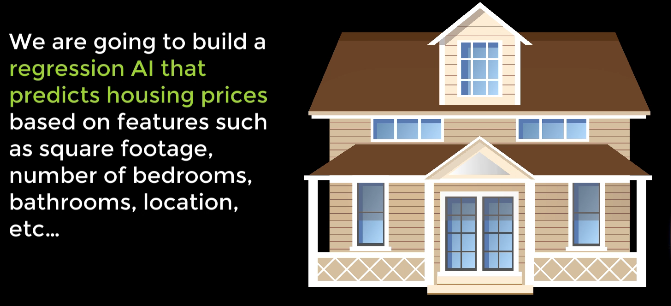 We are going to build a
regression AI that
predicts housing prices
based on features such
as square footage,
number of bedrooms,
bathrooms, location,
etc...